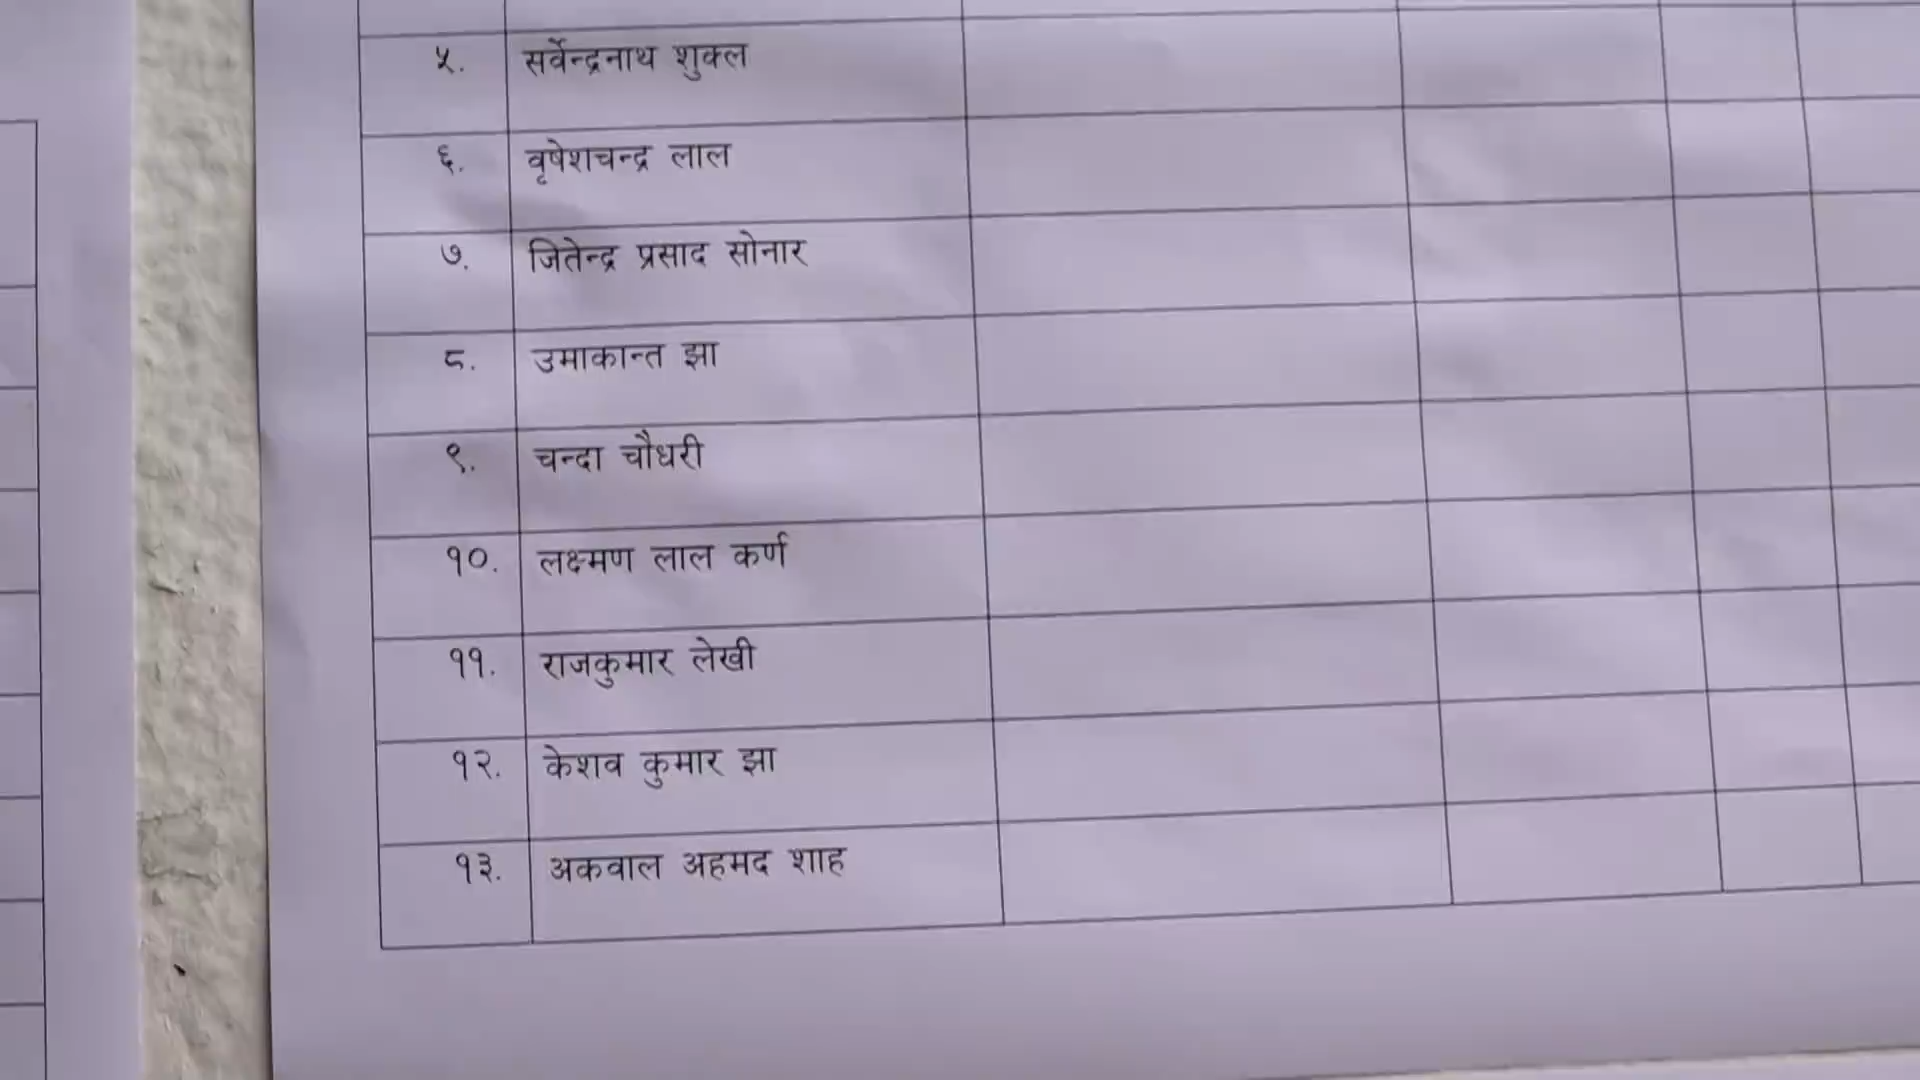 ५. सर्वेन्द्रनाथ शुक्ल
६. वृषेशचन्द्र लाल
७. जितेन्द्र प्रसाद सोनार
८. उमाकान्त झा
९. चन्दा चौधरी
१०. लक्ष्मण लाल कर्ण
११. राजकुमार लेखी
१२. केशव कुमार झा
१३. अकवाल अहमद शाह